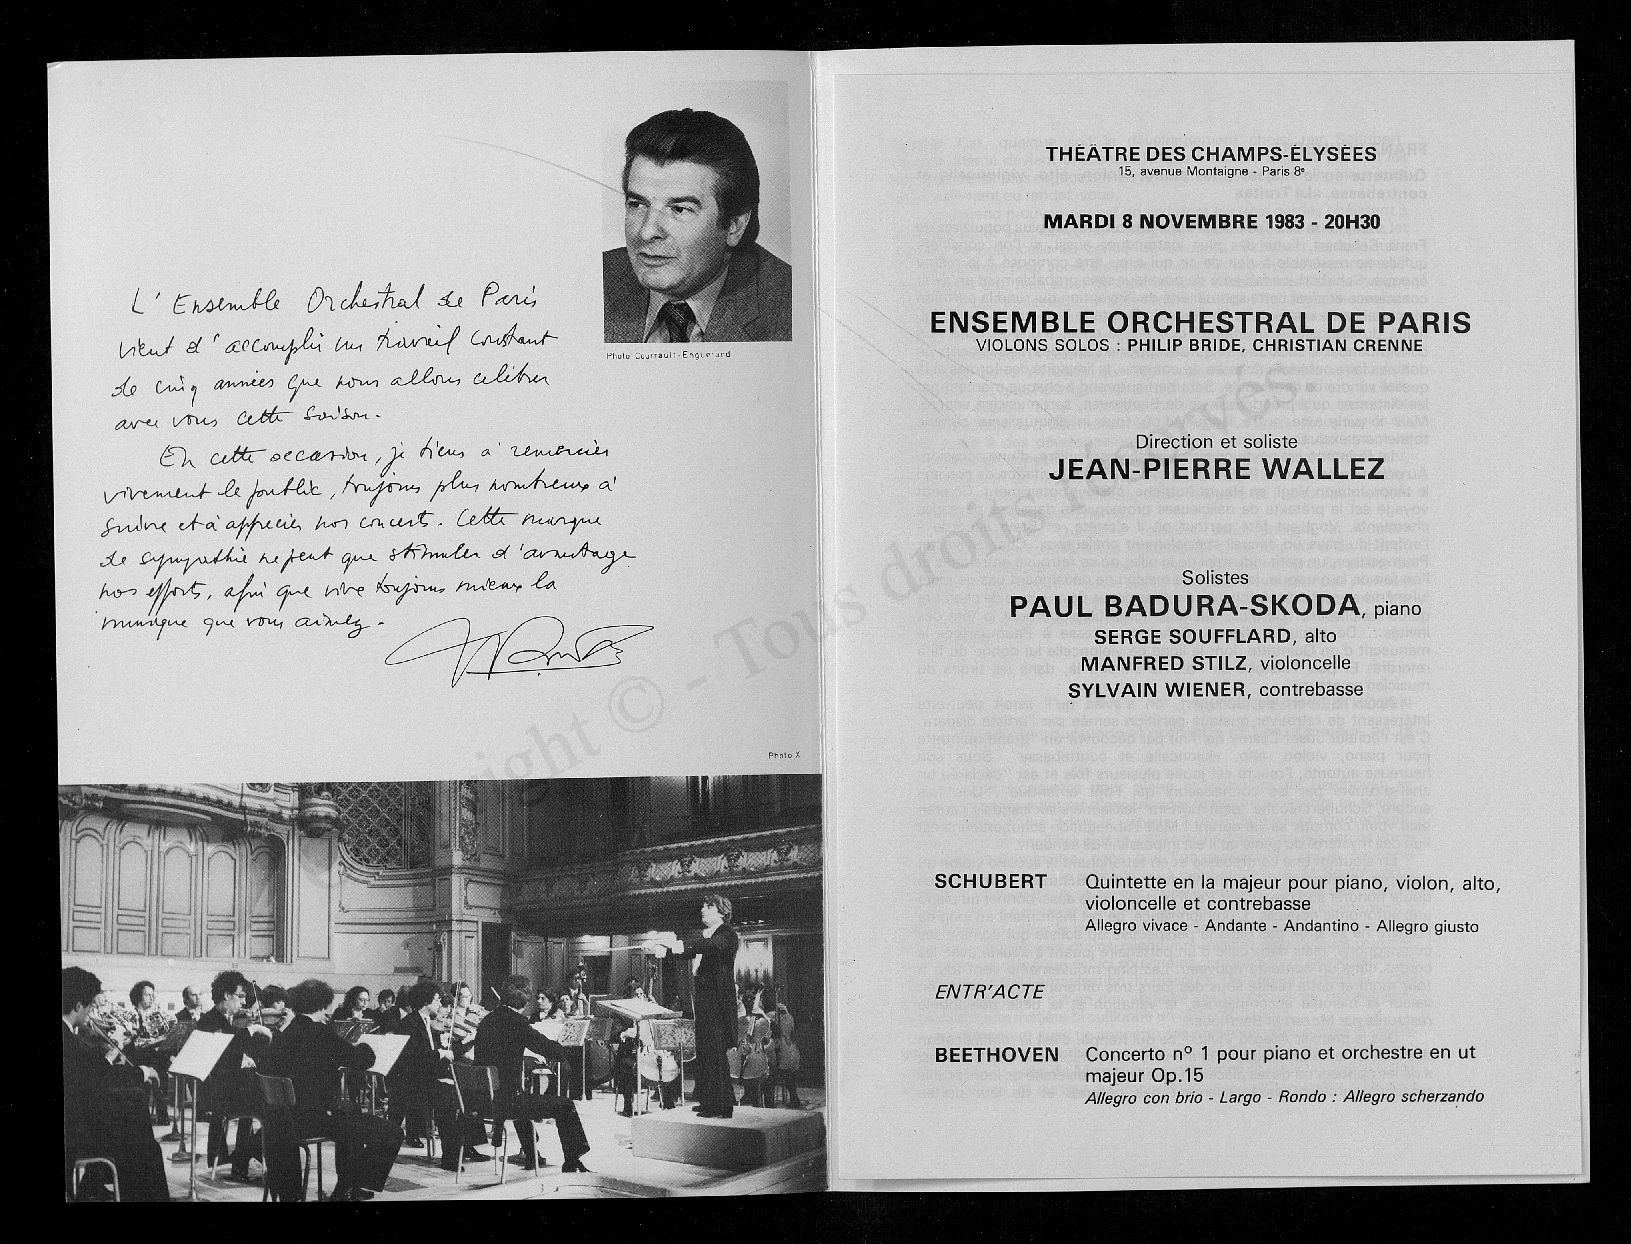 Photo Courrault-Enguerand
L'Ensemble Orchestral de Paris
vient d'accomplir un travail constant
de cinq années que nous allons célébrer
avec vous cette saison.
En cette occasion, je tiens à remercier
vivement le public, toujours plus nombreux à
suivre et à apprécier nos concerts. Cette marque
de sympathie ne peut que stimuler d'avantage
nos efforts, afin que vive toujours mieux la
musique que vous aimez.
Photo X
THÉÂTRE DES CHAMPS-ÉLYSÉES
15, avenue Montaigne - Paris 8e
MARDI 8 NOVEMBRE 1983 - 20H30
ENSEMBLE ORCHESTRAL DE PARIS
VIOLONS SOLOS : PHILIP BRIDE, CHRISTIAN CRENNE
Direction et soliste
JEAN-PIERRE WALLEZ
Solistes
PAUL BADURA-SKODA, piano
SERGE SOUFFLARD, alto
MANFRED STILZ, violoncelle
SYLVAIN WIENER, contrebasse
SCHUBERT Quintette en la majeur pour piano, violon, alto,
violoncelle et contrebasse
Allegro vivace - Andante - Andantino - Allegro giusto
ENTR'ACTE
BEETHOVEN Concerto nº 1 pour piano et orchestre en ut
majeur Op.15
Allegro con brio - Largo - Rondo : Allegro scherzando
Copyright © - Tous droits réservés.